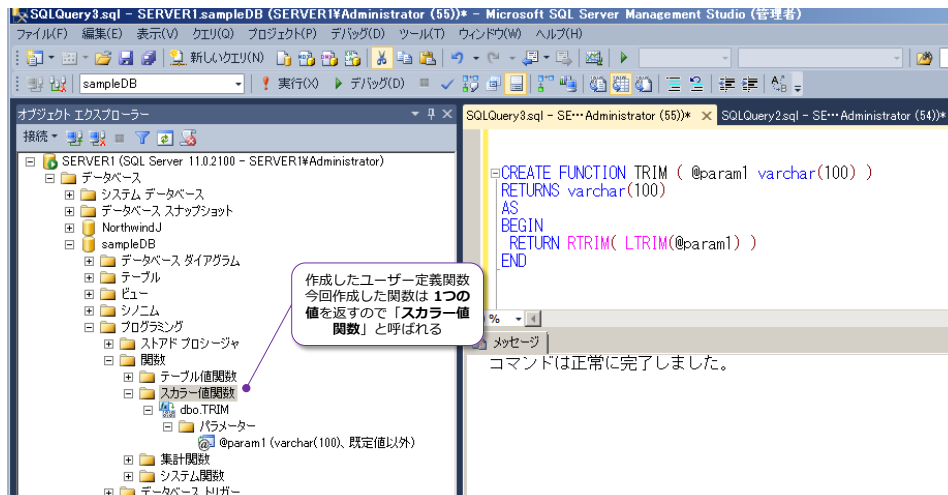 SQLQuery3.sql - SERVER1.sampleDB (SERVER1¥Administrator (55))* - Microsoft SQL Server Management Studio (管理者)
ファイル(F) 編集(E) 表示(V) クエリ(Q) プロジェクト(P) デバッグ(D) ツール(T) ウィンドウ(W) ヘルプ(H)
新しいクエリ(N)
sampleDB 実行(X) デバッグ(D)
オブジェクト エクスプローラー
接続
SERVER1 (SQL Server 11.0.2100 - SERVER1¥Administrator)
データベース
システム データベース
データベース スナップショット
NorthwindJ
sampleDB
データベース ダイアグラム
テーブル
ビュー
シノニム
プログラミング
ストアド プロシージャ
関数
テーブル値関数
スカラー値関数
dbo.TRIM
パラメーター
@param1 (varchar(100)、既定値以外)
集計関数
システム関数
データベース トリガー
作成したユーザー定義関数
今回作成した関数は 1つの
値を返すので「スカラー値
関数」と呼ばれる
SQLQuery3.sql - SE…Administrator (55))* SQLQuery2.sql - SE…Administrator (54))*
CREATE FUNCTION TRIM ( @param1 varchar(100) )
RETURNS varchar(100)
AS
BEGIN
RETURN RTRIM( LTRIM(@param1) )
END
%
メッセージ
コマンドは正常に完了しました。